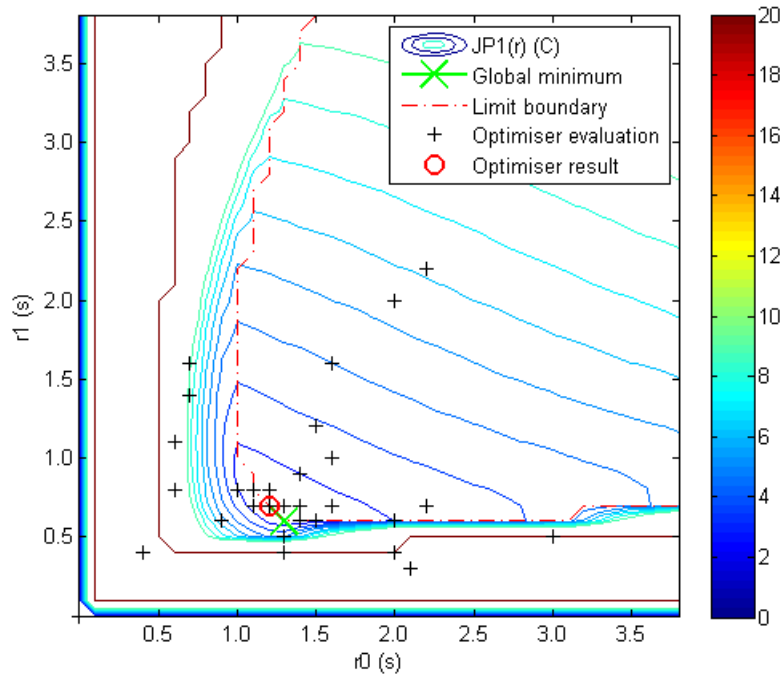 JP1(r) (C)
Global minimum
Limit boundary
Optimiser evaluation
Optimiser result
3.5
3.0
2.5
2.0
1.5
1.0
0.5
r1 (s)
0.5 1.0 1.5 2.0 2.5 3.0 3.5
r0 (s)
20
18
16
14
12
10
8
6
4
2
0